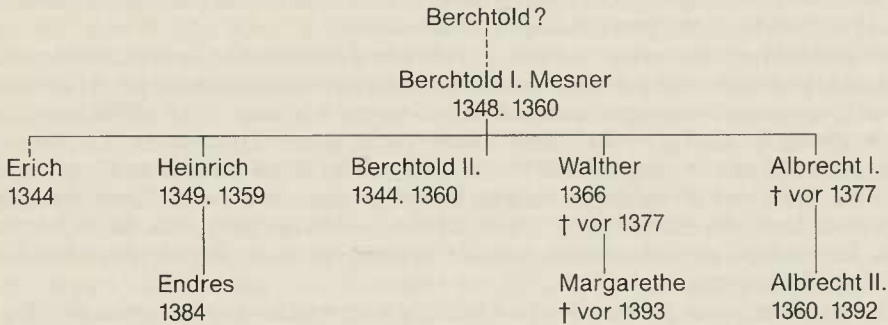 Berchtold?
Berchtold I. Mesner
1348. 1360
Erich Heinrich Berchtold II. Walther Albrecht I.
1344 1349. 1359 1344. 1360 1366 † vor 1377
† vor 1377
Endres Margarethe Albrecht II.
1384 † vor 1393 1360. 1392